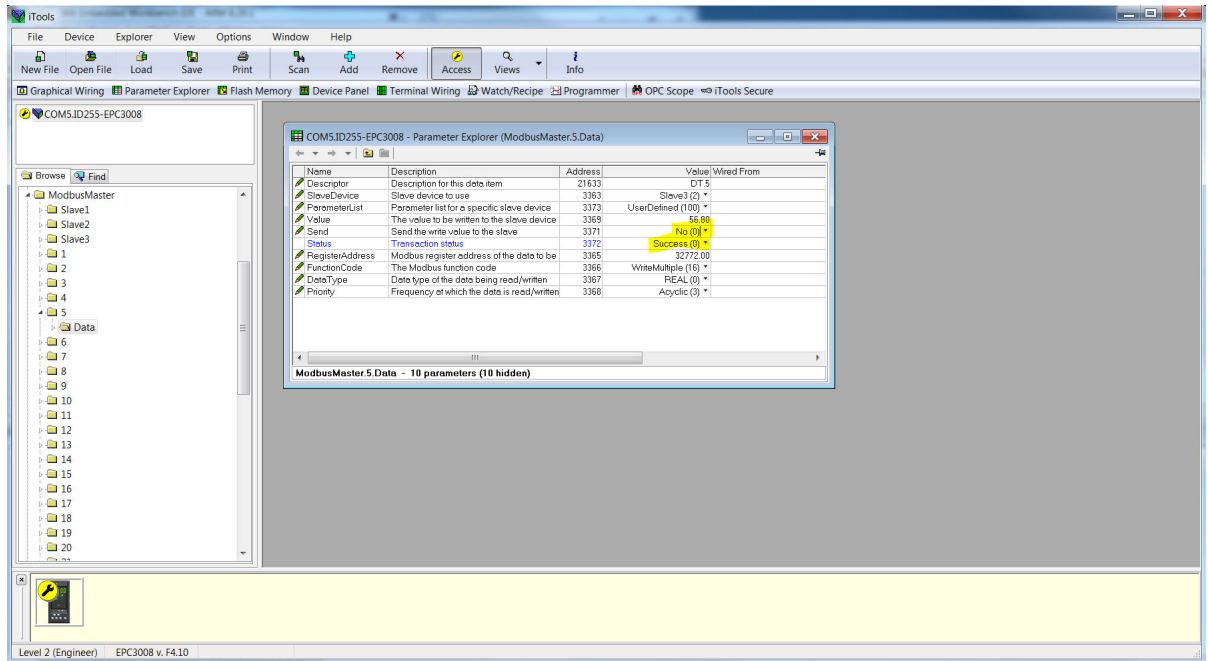 iTools
File Device Explorer View Options Window Help
New File Open File Load Save Print Scan Add Remove Access Views Info
Graphical Wiring Parameter Explorer Flash Memory Device Panel Terminal Wiring Watch/Recipe Programmer OPC Scope iTools Secure
COM5.ID255-EPC3008
Browse Find
ModbusMaster
Slave1
Slave2
Slave3
1
2
3
4
5
Data
6
7
8
9
10
11
12
13
14
15
16
17
18
19
20
COM5.ID255-EPC3008 - Parameter Explorer (ModbusMaster.5.Data)
Name Description Address Value Wired From
Descriptor Description for this data item 21633 DT.5
SlaveDevice Slave device to use 3363 Slave3 (2)
ParameterList Parameter list for a specific slave device 3373 UserDefined (100)
Value The value to be written to the slave device 3369 56.80
Send Send the write value to the slave 3371 No (0)
Status Transaction status 3372 Success (0)
RegisterAddress Modbus register address of the data to be 3365 32772.00
FunctionCode The Modbus function code 3366 WriteMultiple (16)
DataType Data type of the data being read/written 3367 REAL (0)
Priority Frequency at which the data is read/written 3368 Acyclic (3)
ModbusMaster.5.Data - 10 parameters (10 hidden)
Level 2 (Engineer) EPC3008 v. F4.10